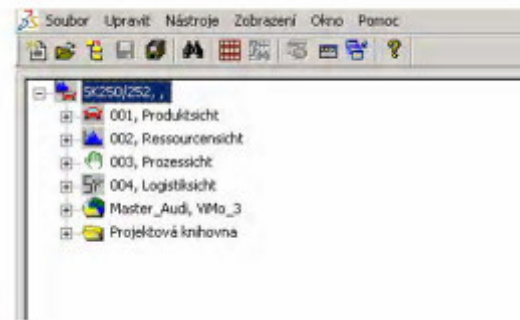 Soubor Upravit Nástroje Zobrazení Okno Pomoc
SK250/252, ,
001, Produktsicht
002, Ressourcensicht
003, Prozessicht
004, Logistiksicht
Master_Audi, ViMo_3
Projektová knihovna